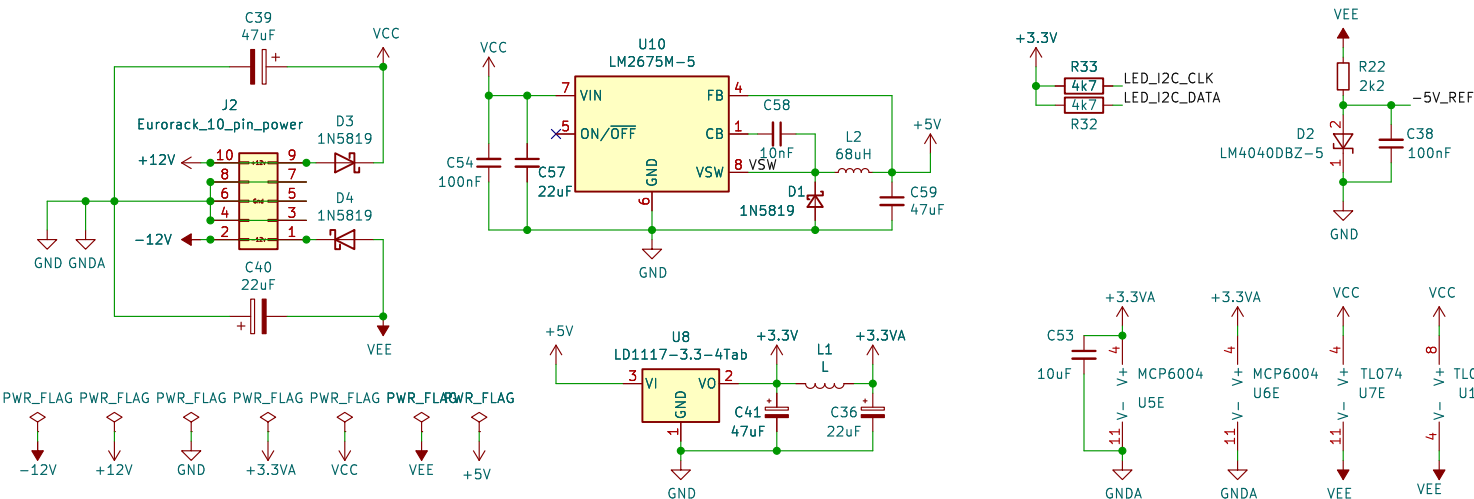 C39
47uF
VCC
J2
Eurorack_10_pin_power
D3
1N5819
+12V
10
+12v
9
8
7
6
Gnd
5
4
3
2
-12v
1
-12V
D4
1N5819
GND
GNDA
C40
22uF
VEE
VCC
U10
LM2675M-5
7
VIN
FB
4
5
ON/OFF
CB
1
VSW
8
VSW
GND
6
C54
100nF
C57
22uF
C58
10nF
L2
68uH
+5V
D1
1N5819
C59
47uF
GND
+3.3V
R33
4k7
LED_I2C_CLK
4k7
LED_I2C_DATA
R32
VEE
R22
2k2
-5V_REF
2
D2
LM4040DBZ-5
1
C38
100nF
GND
+5V
U8
LD1117-3.3-4Tab
3
VI
VO
2
GND
1
+3.3V
L1
L
+3.3VA
C41
47uF
C36
22uF
GND
+3.3VA
C53
10uF
4
V+
MCP6004
U5E
V-
11
GNDA
+3.3VA
4
V+
MCP6004
U6E
V-
11
GNDA
VCC
4
V+
TL074
U7E
V-
11
VEE
VCC
8
V+
V-
4
VEE
PWR_FLAG
-12V
PWR_FLAG
+12V
PWR_FLAG
GND
PWR_FLAG
+3.3VA
PWR_FLAG
VCC
PWR_FLAG
VEE
PWR_FLAG
+5V